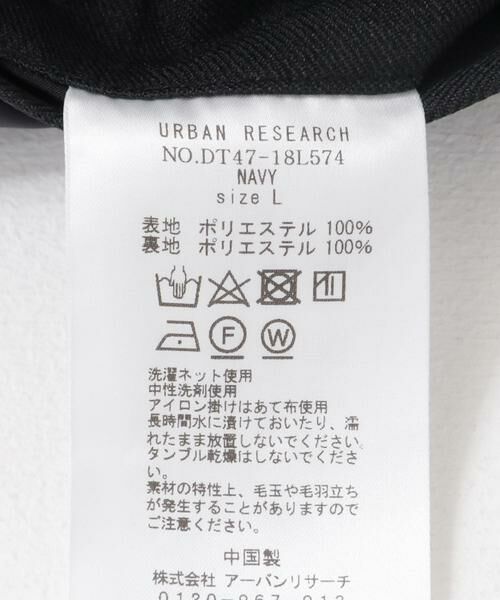 URBAN RESEARCH
NO.DT47-18L574
NAVY
size L
表地 ポリエステル 100%
裏地 ポリエステル 100%
F W
洗濯ネット使用
中性洗剤使用
アイロン掛けはあて布使用
長時間水に漬けておいたり、濡
れたまま放置しないでください。
タンブル乾燥はしないでくださ
い。
素材の特性上、毛玉や毛羽立ち
が発生することがありますので
ご注意ください。
中国製
株式会社 アーバンリサーチ